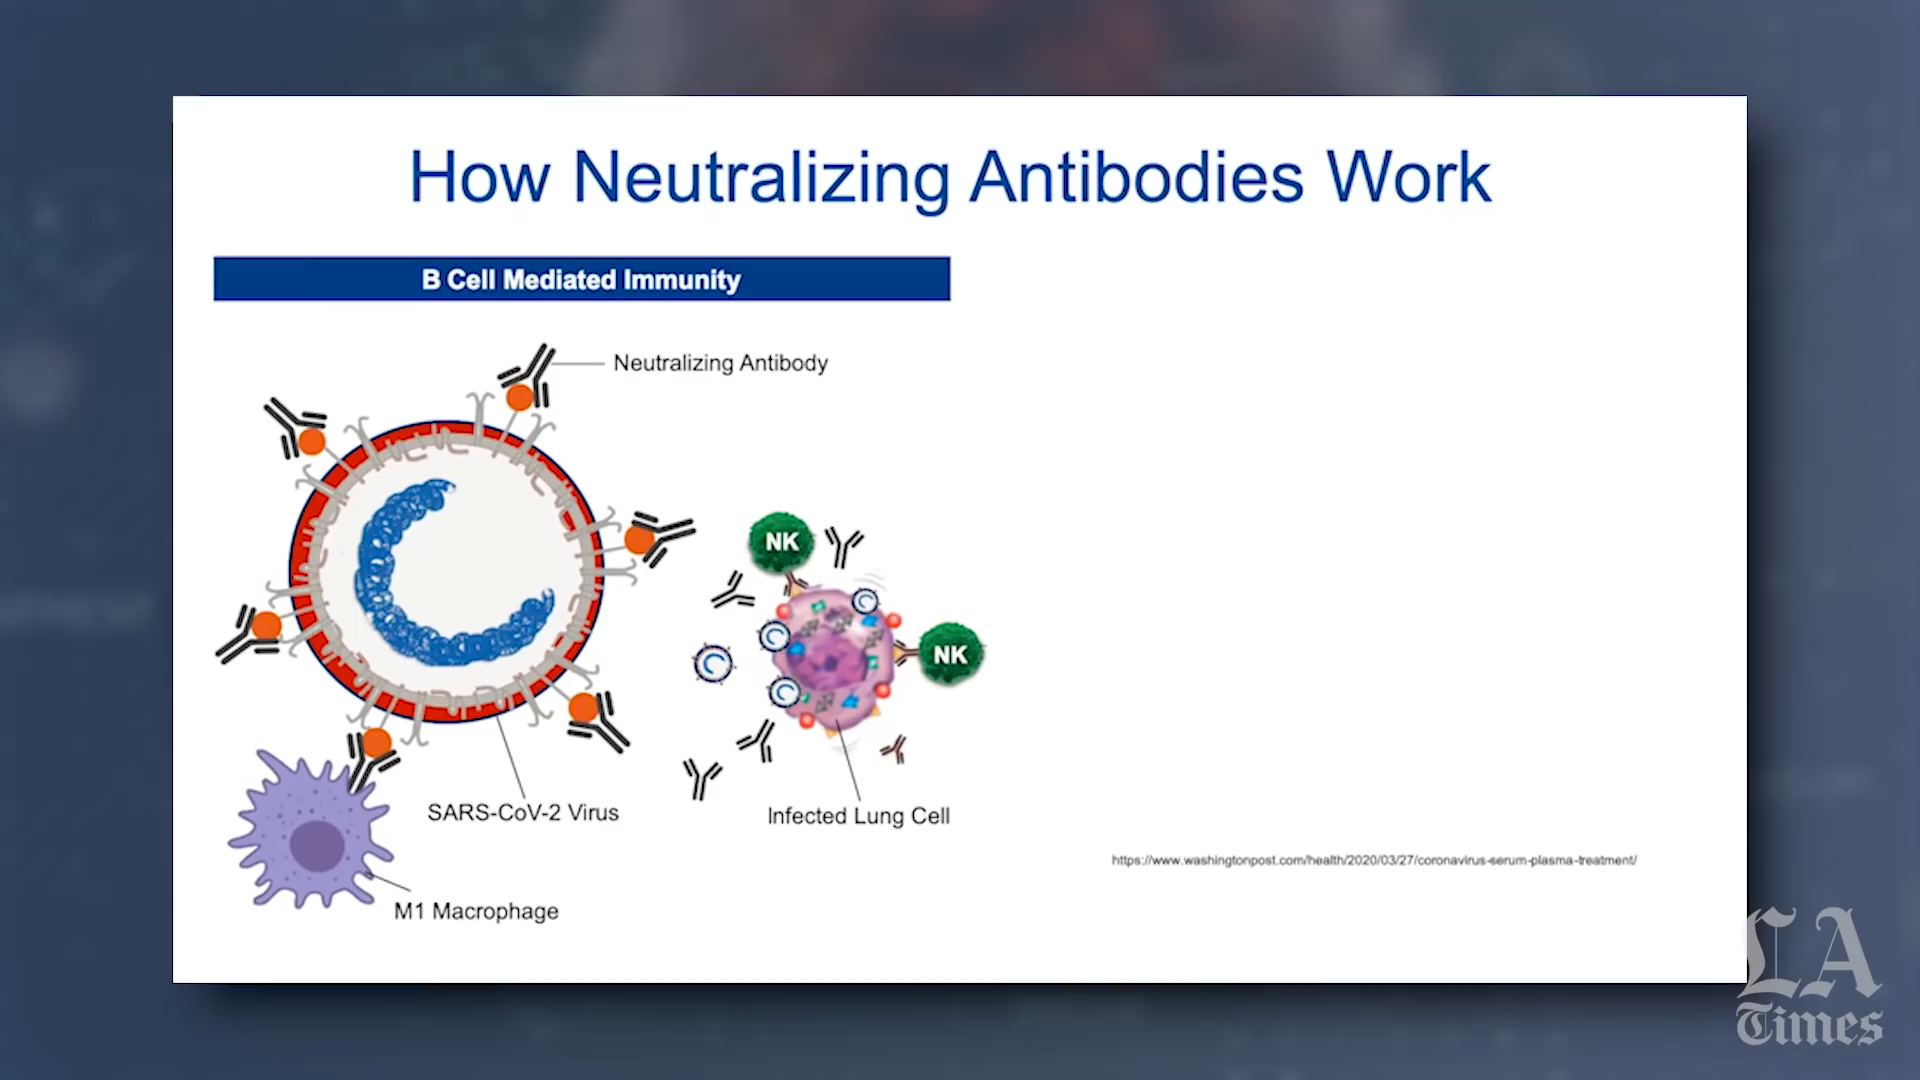 How Neutralizing Antibodies Work
B Cell Mediated Immunity
Neutralizing Antibody
NK
NK
SARS-CoV-2 Virus
Infected Lung Cell
https://www.washingtonpost.com/health/2020/03/27/coronavirus-serum-plasma-treatment/
M1 Macrophage
LA
Times